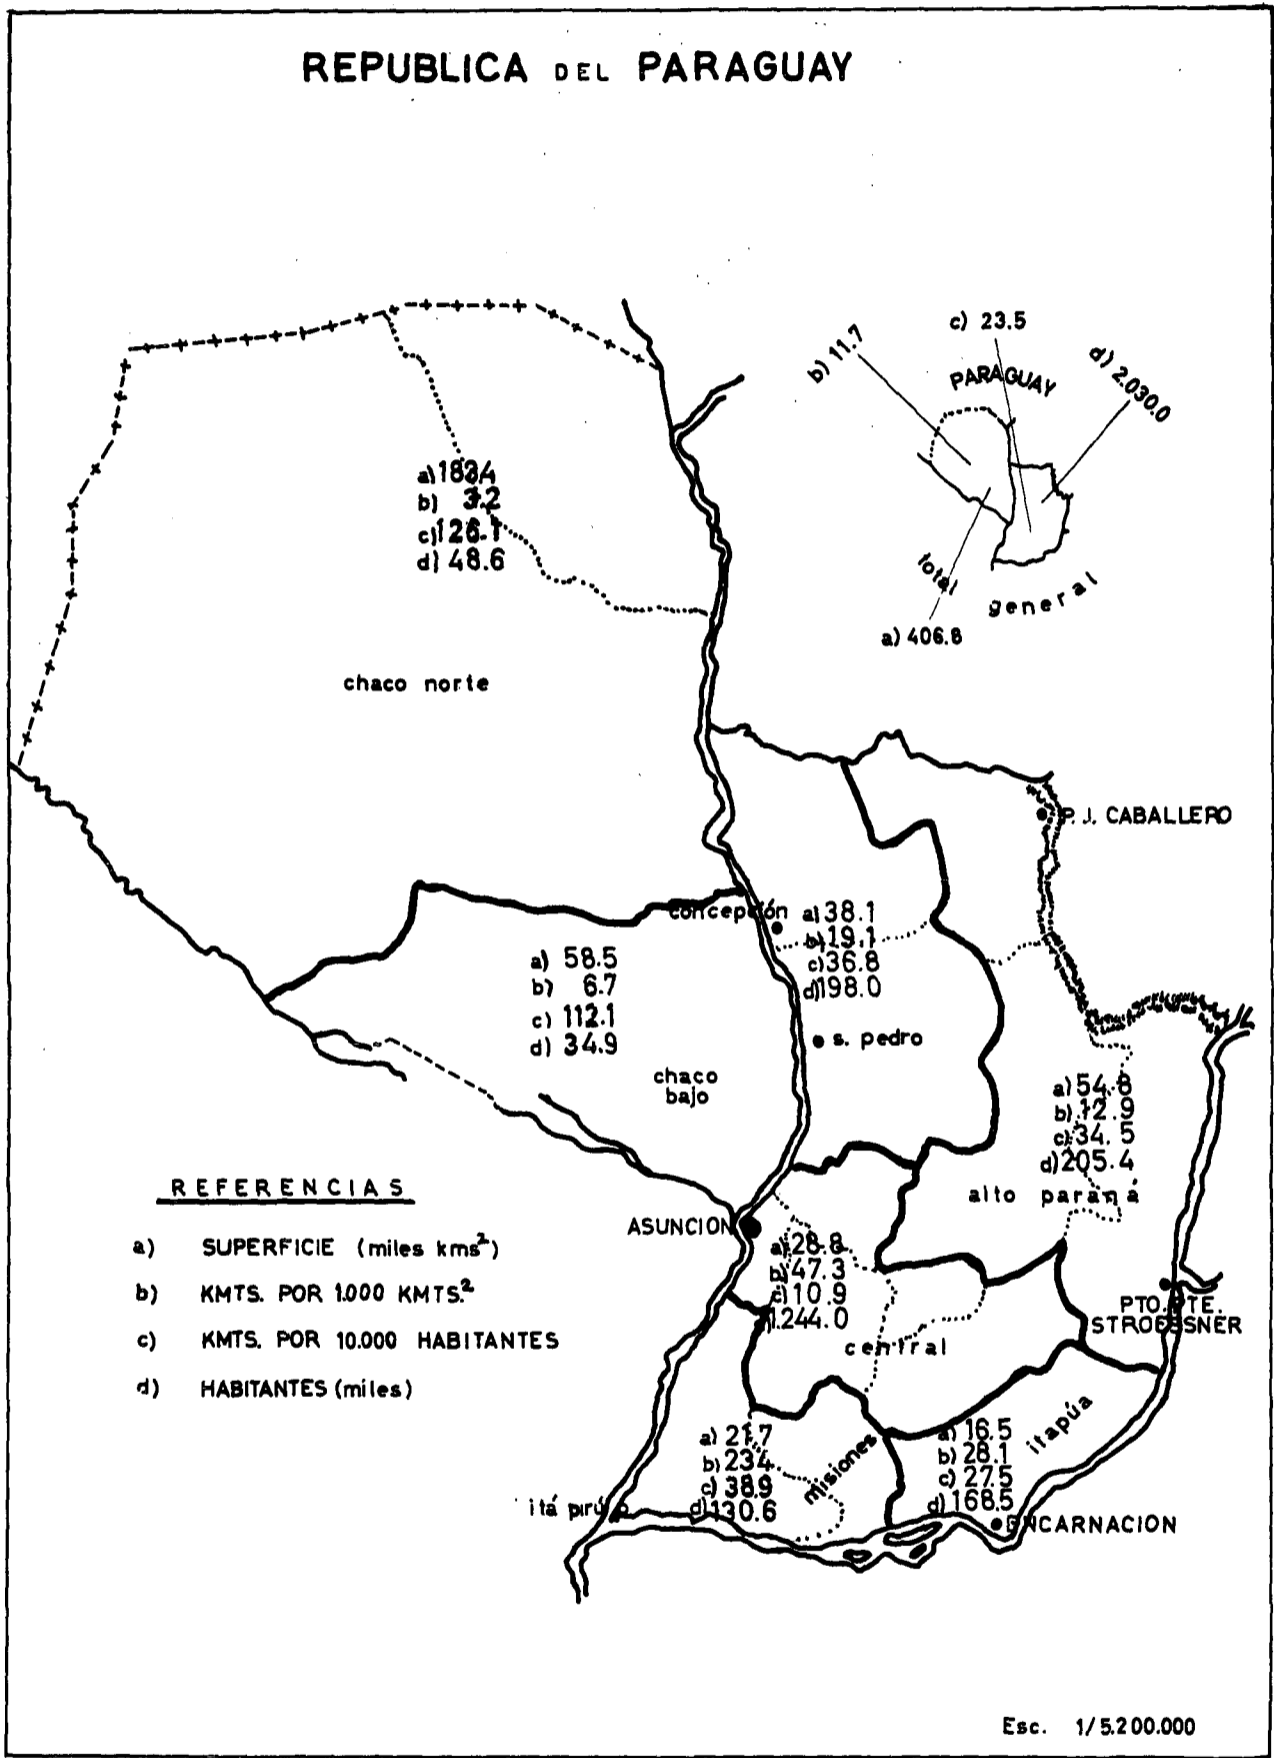 REPUBLICA DEL PARAGUAY
c) 23.5
b) 11.7
PARAGUAY
d) 2.030.0
total general
a) 406.8
a) 183.4
b) 3.2
c) 126.1
d) 48.6
chaco norte
P. J. CABALLERO
concepción
a) 38.1
b) 19.1
c) 36.8
d) 198.0
a) 58.5
b) 6.7
c) 112.1
d) 34.9
s. pedro
chaco
bajo
a) 54.8
b) 12.9
c) 34.5
d) 205.4
alto paraná
REFERENCIAS
a) SUPERFICIE (miles kms²)
b) KMTS. POR 1.000 KMTS.²
c) KMTS. POR 10.000 HABITANTES
d) HABITANTES (miles)
ASUNCION
a) 28.8
b) 47.3
c) 10.9
d) 1.244.0
central
PTO. PTE.
STROESSNER
a) 21.7
b) 23.4
c) 38.9
d) 130.6
misiones
a) 16.5
b) 28.1
c) 27.5
d) 168.5
itapúa
itá pirú
ENCARNACION
Esc. 1/5.200.000